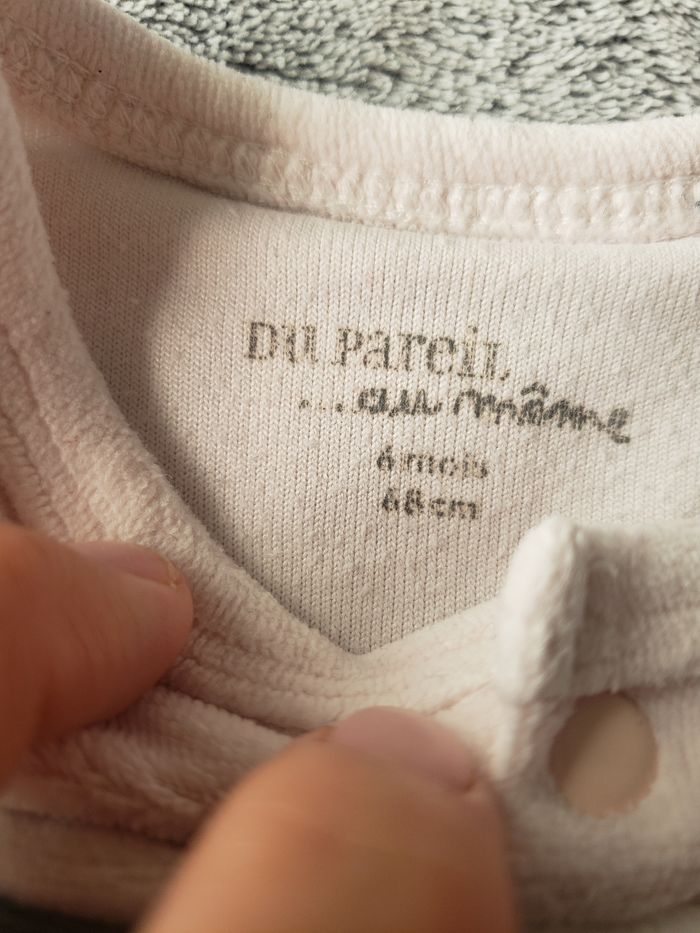 DU PAREIL
...au même
6 mois
68 cm